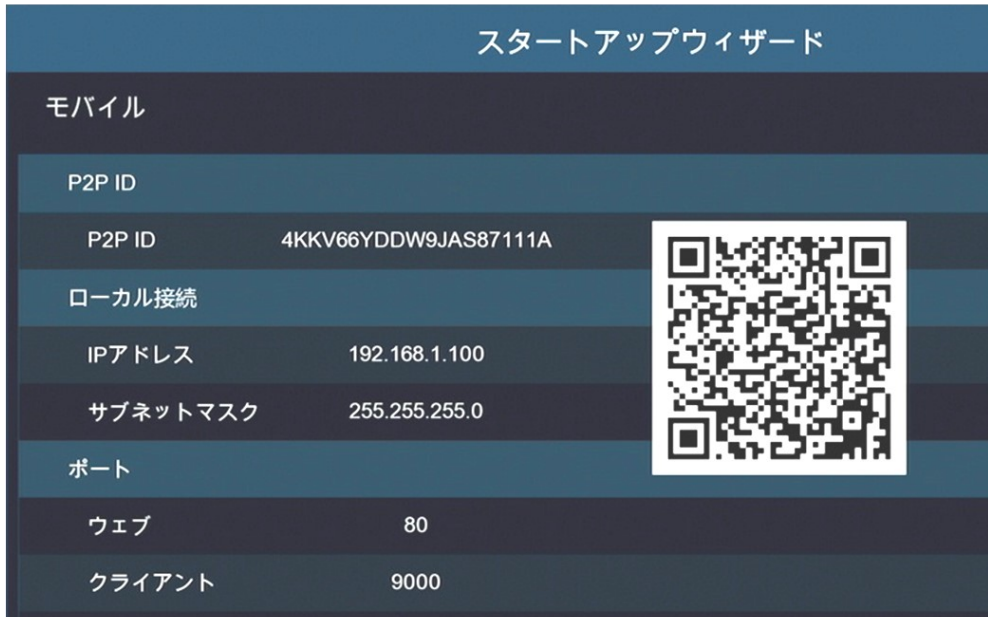 スタートアップウィザード
モバイル
P2P ID
P2P ID 4KKV66YDDW9JAS87111A
ローカル接続
IPアドレス 192.168.1.100
サブネットマスク 255.255.255.0
ポート
ウェブ 80
クライアント 9000